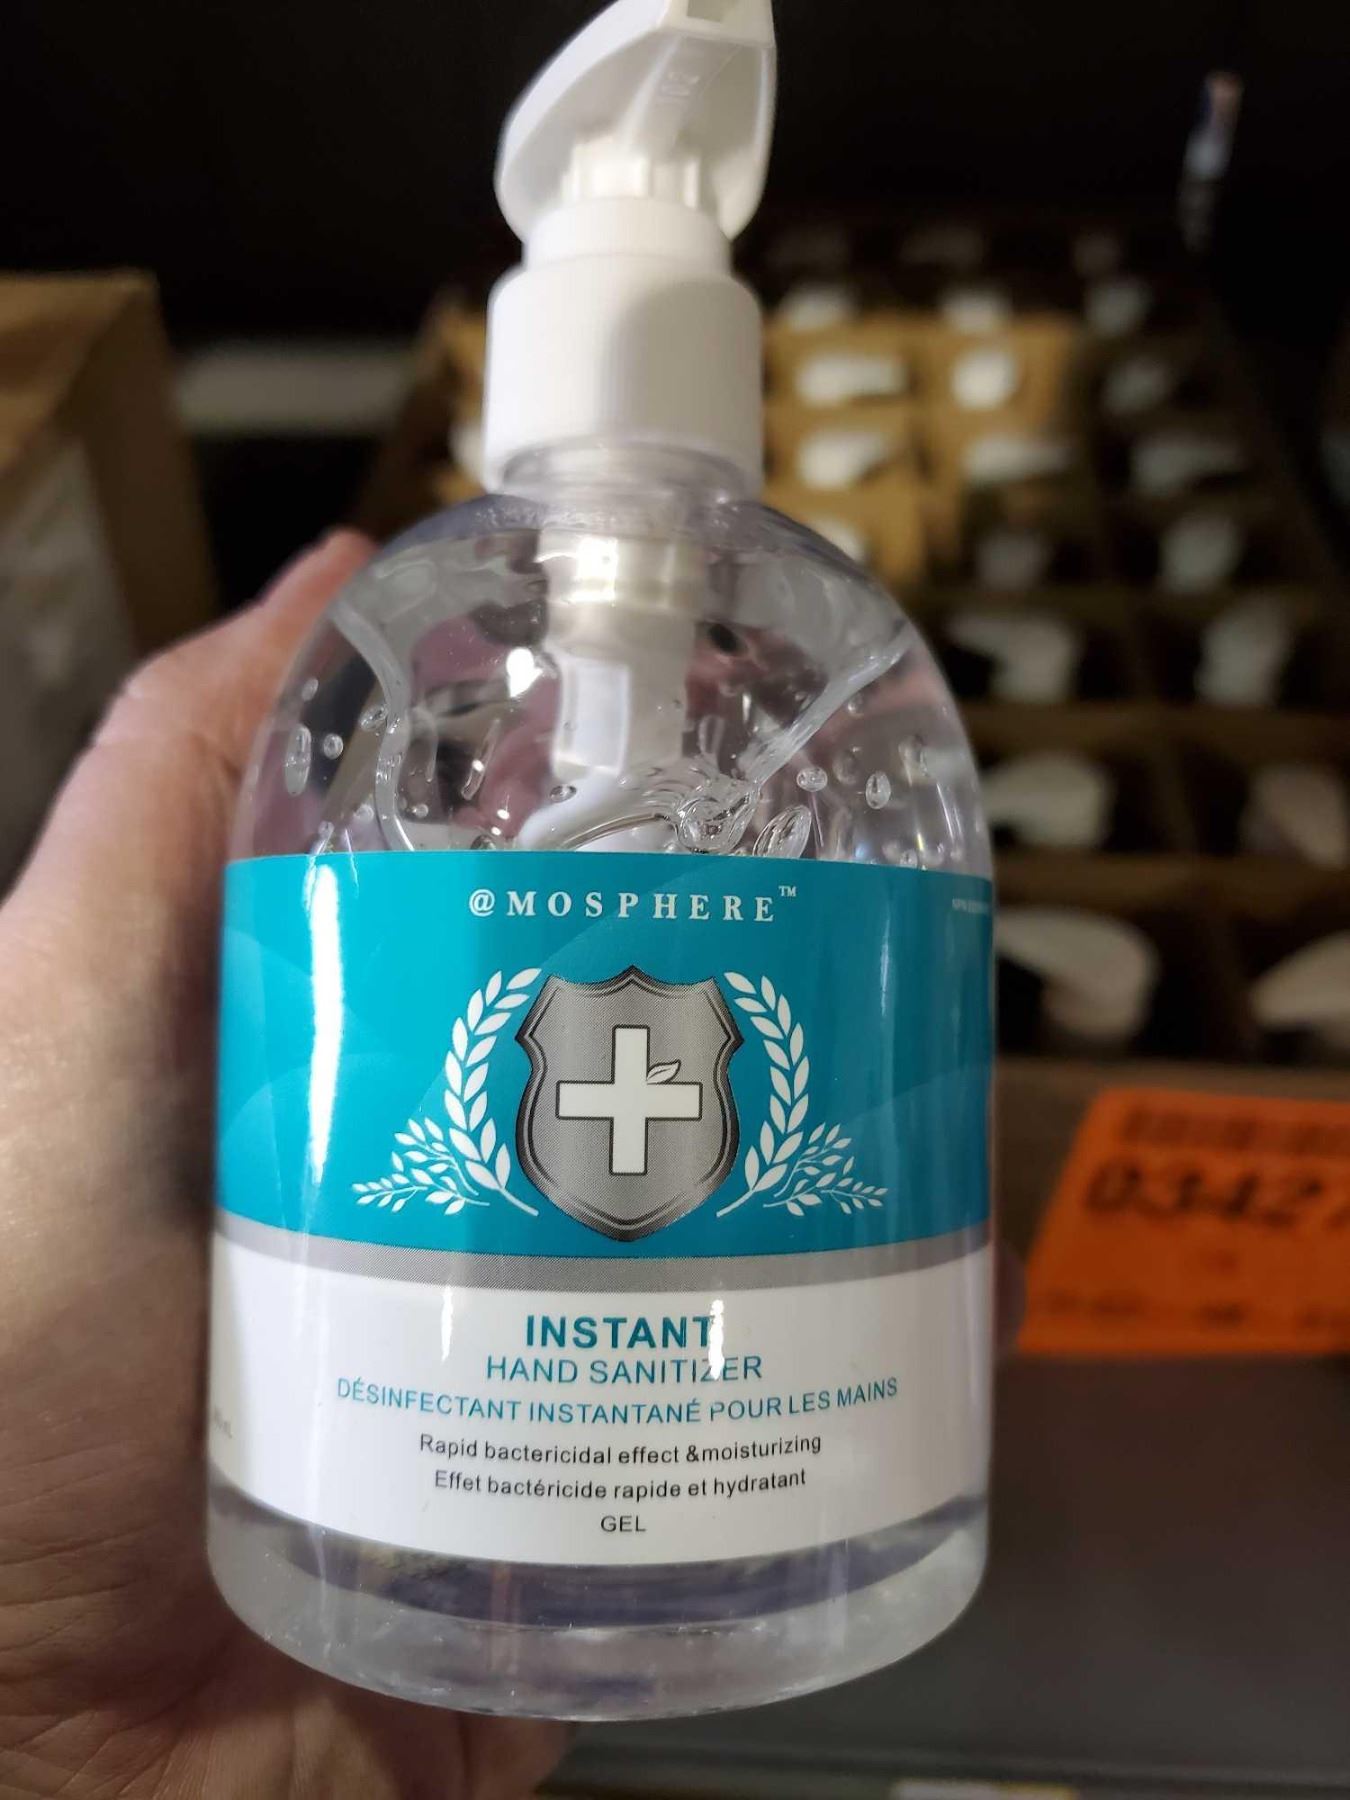 @MOSPHERE™
INSTANT
HAND SANITIZER
DÉSINFECTANT INSTANTANÉ POUR LES MAINS
Rapid bactericidal effect &moisturizing
Effet bactéricide rapide et hydratant
GEL
03427